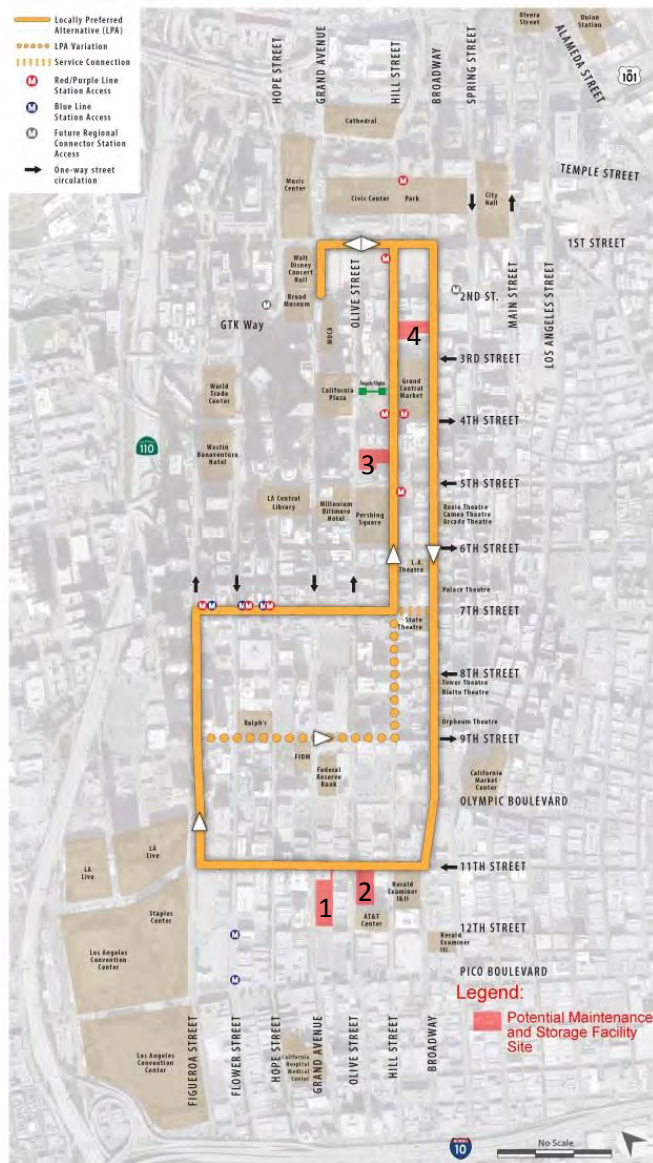 Locally Preferred
Alternative (LPA)
LPA Variation
Service Connection
Red/Purple Line
Station Access
Blue Line
Station Access
Future Regional
Connector Station
Access
One-way street
circulation
M
M
M
HOPE STREET
GRAND AVENUE
HILL STREET
BROADWAY
SPRING STREET
Olvera
Street
Union
Station
ALAMEDA STREET
101
Cathedral
Music
Center
Civic Center
Park
M
City
Hall
TEMPLE STREET
1ST STREET
Walt
Disney
Concert
Hall
Broad
Museum
OLIVE STREET
M
M
M
2ND ST.
MAIN STREET
LOS ANGELES STREET
GTK Way
MOCA
4
3RD STREET
World
Trade
Center
California
Plaza
Angels Flight
Grand
Central
Market
M
M
4TH STREET
110
Westin
Bonaventure
Hotel
3
LA Central
Library
Millenium
Biltmore
Hotel
Pershing
Square
M
5TH STREET
Roxie Theatre
Cameo Theatre
Arcade Theatre
6TH STREET
L.A.
Theatre
Palace Theatre
M M
M M
M M
7TH STREET
State
Theatre
8TH STREET
Tower Theatre
Rialto Theatre
Ralph's
Orpheum Theatre
9TH STREET
FIDM
Federal
Reserve
Bank
California
Market
Center
OLYMPIC BOULEVARD
LA
Live
LA
Live
11TH STREET
1
2
Herald
Examiner
I&II
AT&T
Center
Staples
Center
Los Angeles
Convention
Center
M
12TH STREET
Herald
Examiner
III
M
PICO BOULEVARD
Legend:
Potential Maintenance
and Storage Facility
Site
Los Angeles
Convention
Center
FIGUEROA STREET
FLOWER STREET
HOPE STREET
California
Hospital
Medical
Center
GRAND AVENUE
OLIVE STREET
HILL STREET
BROADWAY
10
No Scale